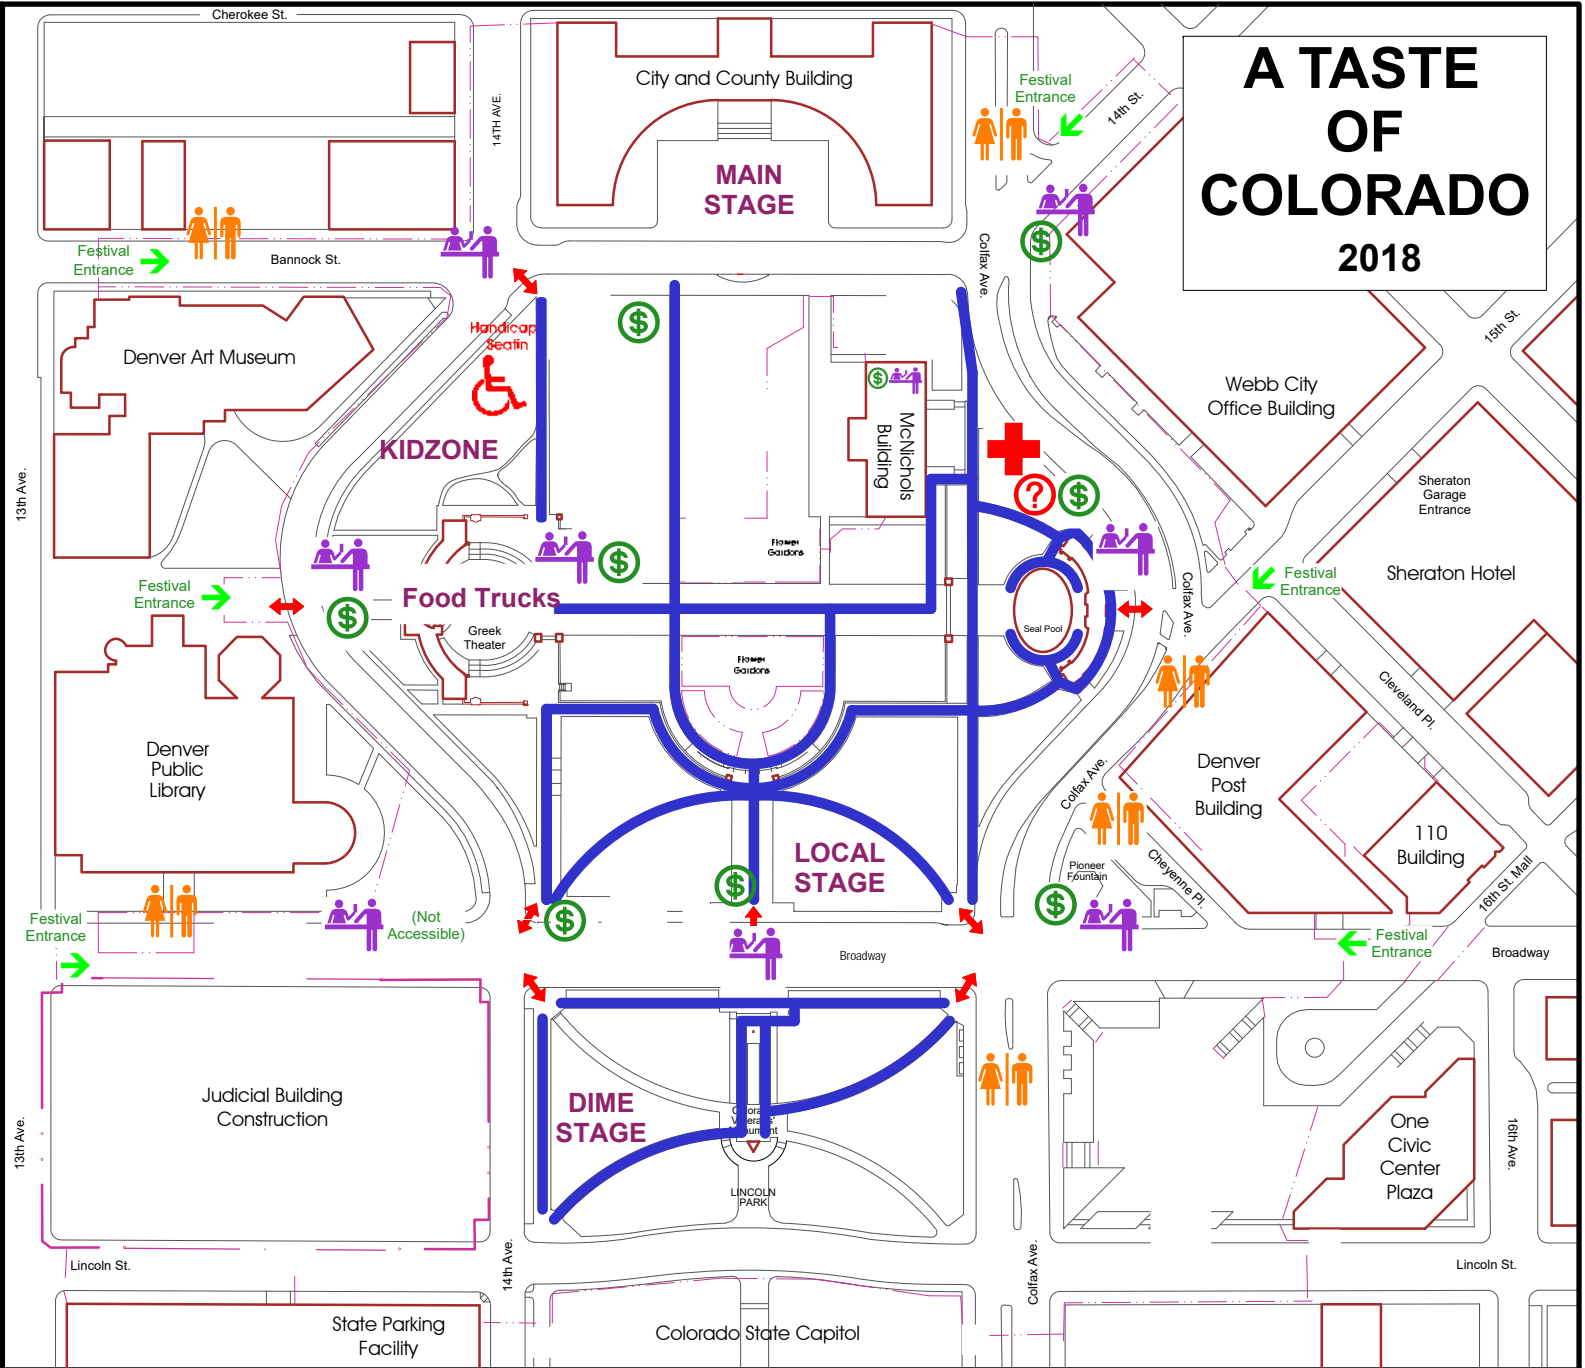 Cherokee St.
A TASTE
OF
COLORADO
2018
City and County Building
Festival
Entrance
14th St.
14TH AVE.
MAIN
STAGE
Festival
Entrance
Bannock St.
Colfax Ave.
15th St.
Handicap
Seatin
Denver Art Museum
Webb City
Office Building
McNichols
Building
KIDZONE
13th Ave.
Sheraton
Garage
Entrance
?
Flower
Gardens
Festival
Entrance
Food Trucks
Greek
Theater
Seal Pool
Colfax Ave.
Festival
Entrance
Sheraton Hotel
Flower
Gardens
Cleveland Pl.
Denver
Public
Library
Denver
Post
Building
Colfax Ave.
110
Building
LOCAL
STAGE
Pioneer
Fountain
Cheyenne Pl.
16th St. Mall
Festival
Entrance
(Not
Accessible)
Broadway
Festival
Entrance
Broadway
Judicial Building
Construction
DIME
STAGE
One
Civic
Center
Plaza
13th Ave.
16th Ave.
LINCOLN
PARK
Lincoln St.
14th Ave.
Colfax Ave.
Lincoln St.
State Parking
Facility
Colorado State Capitol